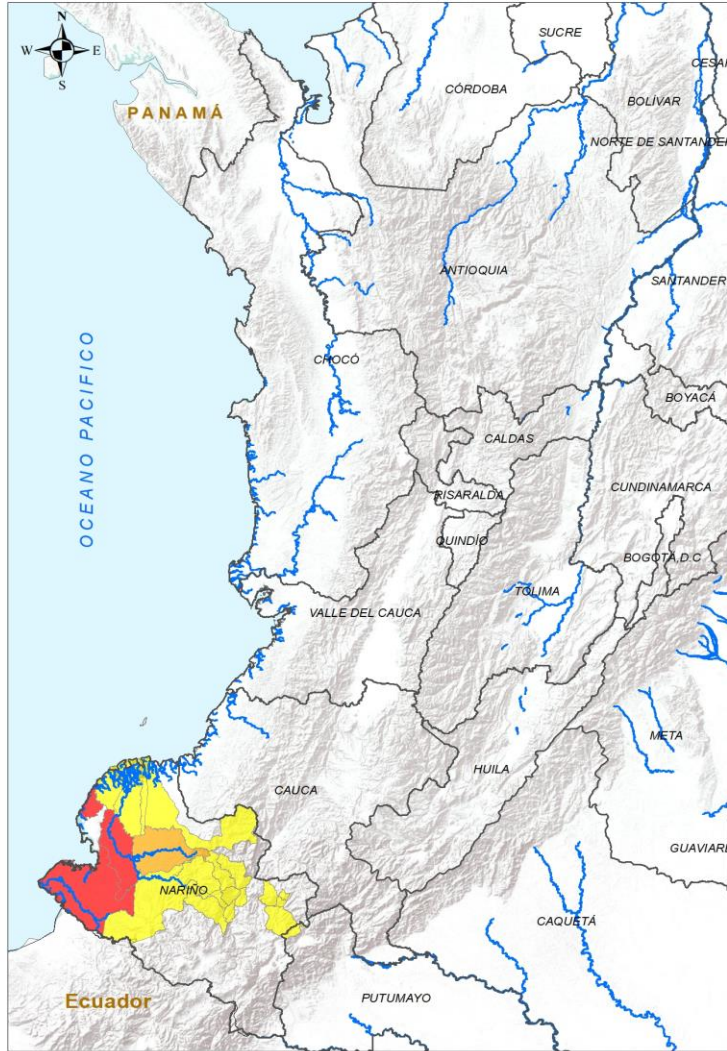 N
W E
S
SUCRE
CESAR
CÓRDOBA
BOLÍVAR
PANAMÁ
NORTE DE SANTANDER
ANTIOQUIA
SANTANDER
OCEANO PACIFICO
CHOCÓ
BOYACÁ
CALDAS
CUNDINAMARCA
RISARALDA
QUINDÍO
BOGOTÁ,D.C
TOLIMA
VALLE DEL CAUCA
META
HUILA
CAUCA
GUAVIARE
NARIÑO
CAQUETÁ
Ecuador
PUTUMAYO